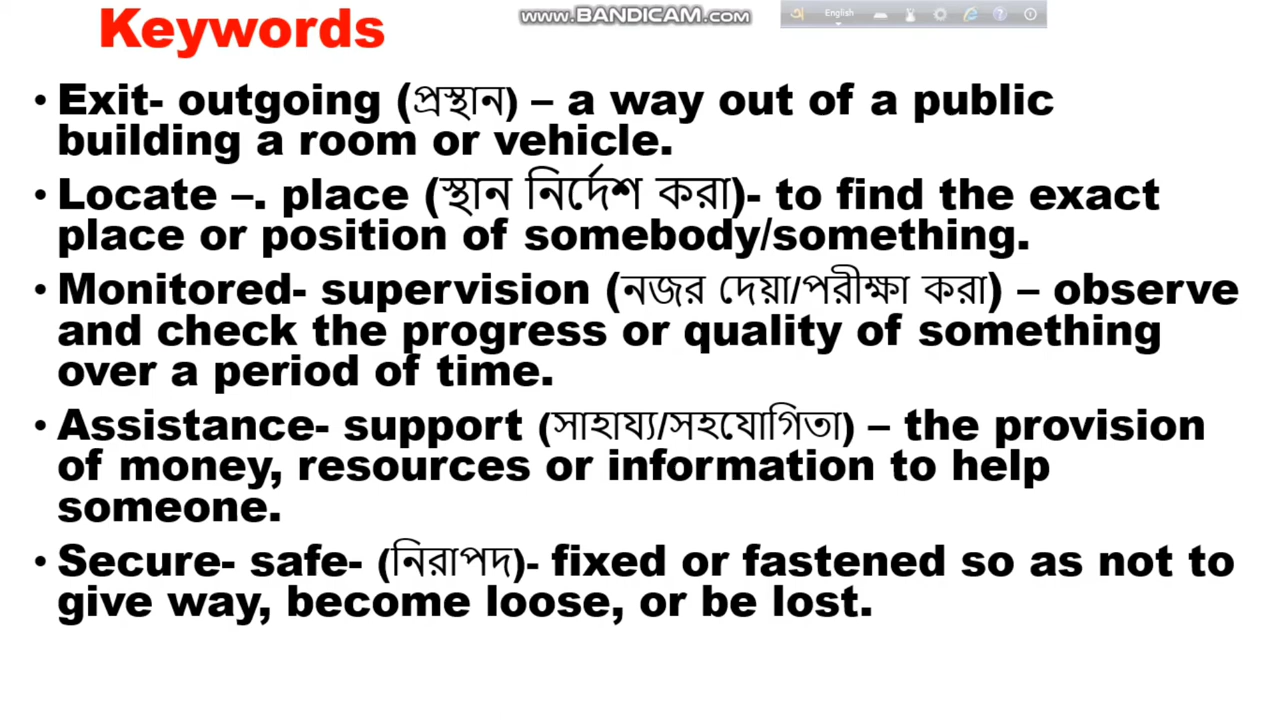 www.BANDICAM.com
অ English
Keywords
• Exit- outgoing (প্রস্থান) – a way out of a public
building a room or vehicle.
• Locate –. place (স্থান নির্দেশ করা)- to find the exact
place or position of somebody/something.
• Monitored- supervision (নজর দেয়া/পরীক্ষা করা) – observe
and check the progress or quality of something
over a period of time.
• Assistance- support (সাহায্য/সহযোগিতা) – the provision
of money, resources or information to help
someone.
• Secure- safe- (নিরাপদ)- fixed or fastened so as not to
give way, become loose, or be lost.